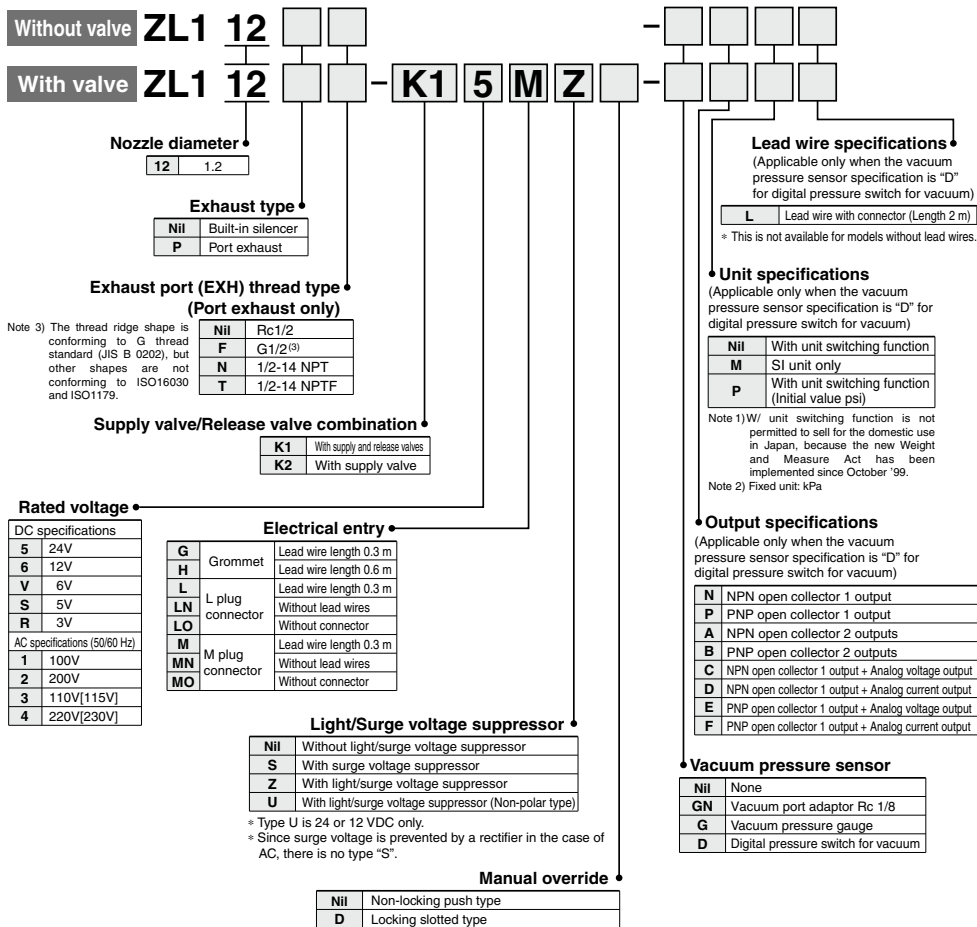 Without valve ZL1 12 –
With valve ZL1 12 – K1 5 M Z –
Nozzle diameter
12 1.2
Exhaust type
Nil Built-in silencer
P Port exhaust
Exhaust port (EXH) thread type
(Port exhaust only)
Nil Rc1/2
F G1/2(3)
N 1/2-14 NPT
T 1/2-14 NPTF
Note 3) The thread ridge shape is
conforming to G thread
standard (JIS B 0202), but
other shapes are not
conforming to ISO16030
and ISO1179.
Supply valve/Release valve combination
K1 With supply and release valves
K2 With supply valve
Rated voltage
DC specifications
5 24V
6 12V
V 6V
S 5V
R 3V
AC specifications (50/60 Hz)
1 100V
2 200V
3 110V[115V]
4 220V[230V]
Electrical entry
G Grommet Lead wire length 0.3 m
H Lead wire length 0.6 m
L L plug connector Lead wire length 0.3 m
LN Without lead wires
LO Without connector
M M plug connector Lead wire length 0.3 m
MN Without lead wires
MO Without connector
Light/Surge voltage suppressor
Nil Without light/surge voltage suppressor
S With surge voltage suppressor
Z With light/surge voltage suppressor
U With light/surge voltage suppressor (Non-polar type)
∗ Type U is 24 or 12 VDC only.
∗ Since surge voltage is prevented by a rectifier in the case of
AC, there is no type “S”.
Manual override
Nil Non-locking push type
D Locking slotted type
Lead wire specifications
(Applicable only when the vacuum
pressure sensor specification is “D”
for digital pressure switch for vacuum)
L Lead wire with connector (Length 2 m)
∗ This is not available for models without lead wires.
Unit specifications
(Applicable only when the vacuum
pressure sensor specification is “D” for
digital pressure switch for vacuum)
Nil With unit switching function
M SI unit only
P With unit switching function
(Initial value psi)
Note 1) W/ unit switching function is not
permitted to sell for the domestic use
in Japan, because the new Weight
and Measure Act has been
implemented since October ’99.
Note 2) Fixed unit: kPa
Output specifications
(Applicable only when the vacuum
pressure sensor specification is “D” for
digital pressure switch for vacuum)
N NPN open collector 1 output
P PNP open collector 1 output
A NPN open collector 2 outputs
B PNP open collector 2 outputs
C NPN open collector 1 output + Analog voltage output
D NPN open collector 1 output + Analog current output
E PNP open collector 1 output + Analog voltage output
F PNP open collector 1 output + Analog current output
Vacuum pressure sensor
Nil None
GN Vacuum port adaptor Rc 1/8
G Vacuum pressure gauge
D Digital pressure switch for vacuum